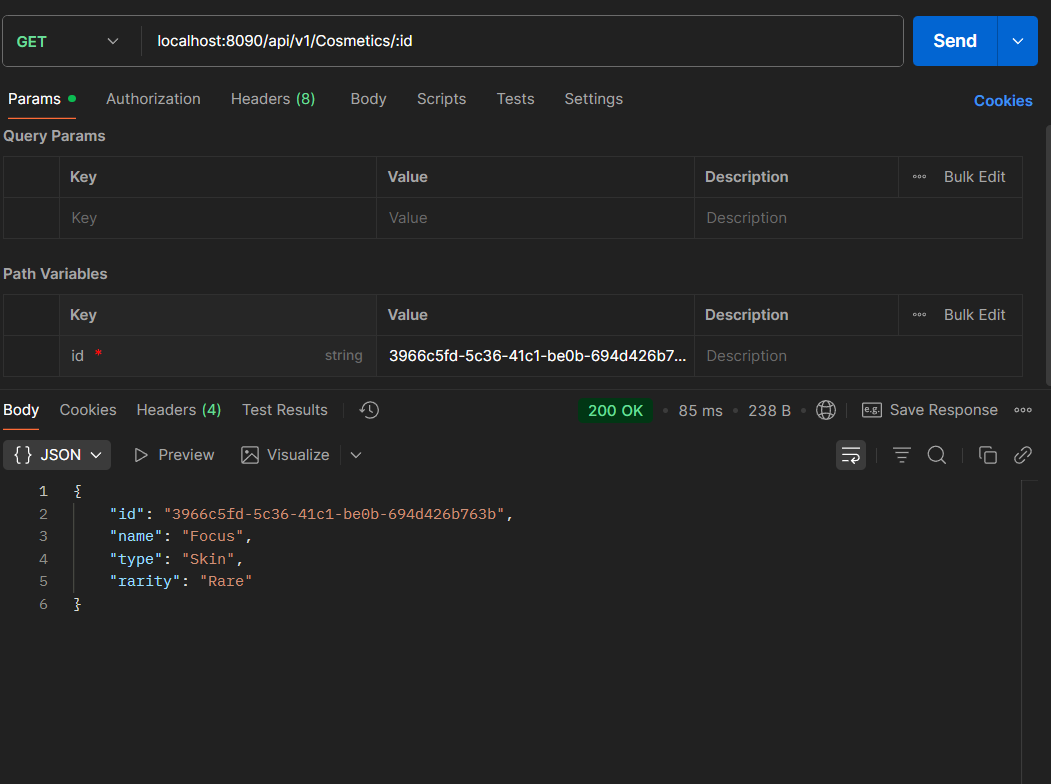 GET localhost:8090/api/v1/Cosmetics/:id Send
Params Authorization Headers (8) Body Scripts Tests Settings Cookies
Query Params
Key Value Description Bulk Edit
Key Value Description
Path Variables
Key Value Description Bulk Edit
id * string 3966c5fd-5c36-41c1-be0b-694d426b7... Description
Body Cookies Headers (4) Test Results 200 OK 85 ms 238 B e.g. Save Response
{} JSON Preview Visualize
1 {
2 "id": "3966c5fd-5c36-41c1-be0b-694d426b763b",
3 "name": "Focus",
4 "type": "Skin",
5 "rarity": "Rare"
6 }